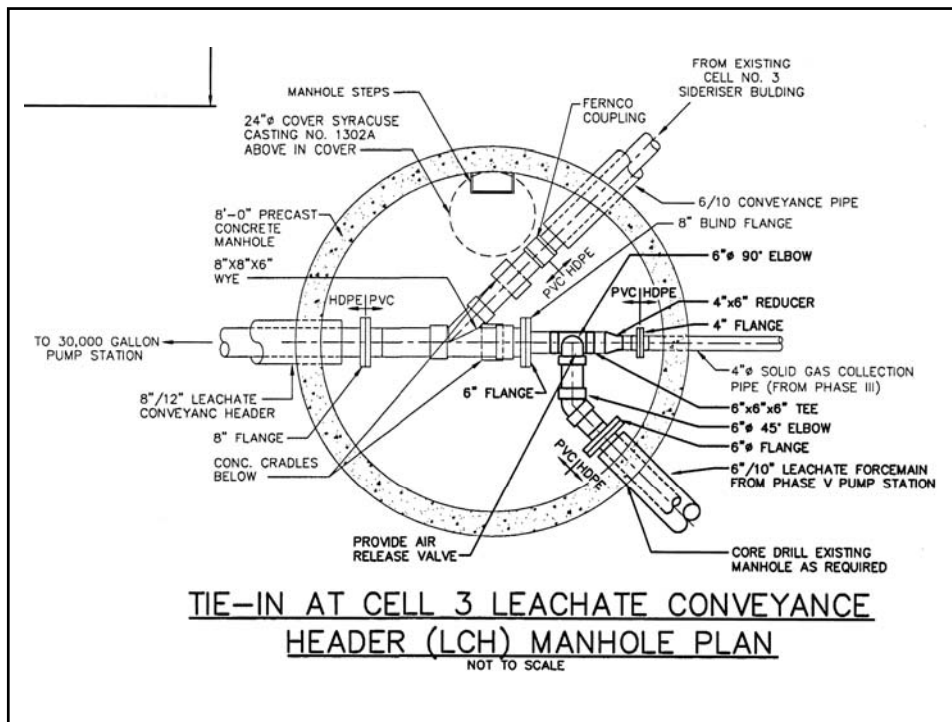 FROM EXISTING
CELL NO. 3
SIDERISER BULDING
MANHOLE STEPS
FERNCO
COUPLING
24"ø COVER SYRACUSE
CASTING NO. 1302A
ABOVE IN COVER
6/10 CONVEYANCE PIPE
8'-0" PRECAST
CONCRETE
MANHOLE
8" BLIND FLANGE
8"X8"X6"
WYE
6"ø 90° ELBOW
PVC HDPE
HDPE PVC
PVC HDPE
4"x6" REDUCER
4" FLANGE
TO 30,000 GALLON
PUMP STATION
4"ø SOLID GAS COLLECTION
PIPE (FROM PHASE III)
8"/12" LEACHATE
CONVEYANC HEADER
6" FLANGE
6"x6"x6" TEE
6"ø 45° ELBOW
8" FLANGE
6"ø FLANGE
CONC. CRADLES
BELOW
PVC HDPE
6"/10" LEACHATE FORCEMAIN
FROM PHASE V PUMP STATION
PROVIDE AIR
RELEASE VALVE
CORE DRILL EXISTING
MANHOLE AS REQUIRED
TIE-IN AT CELL 3 LEACHATE CONVEYANCE
HEADER (LCH) MANHOLE PLAN
NOT TO SCALE